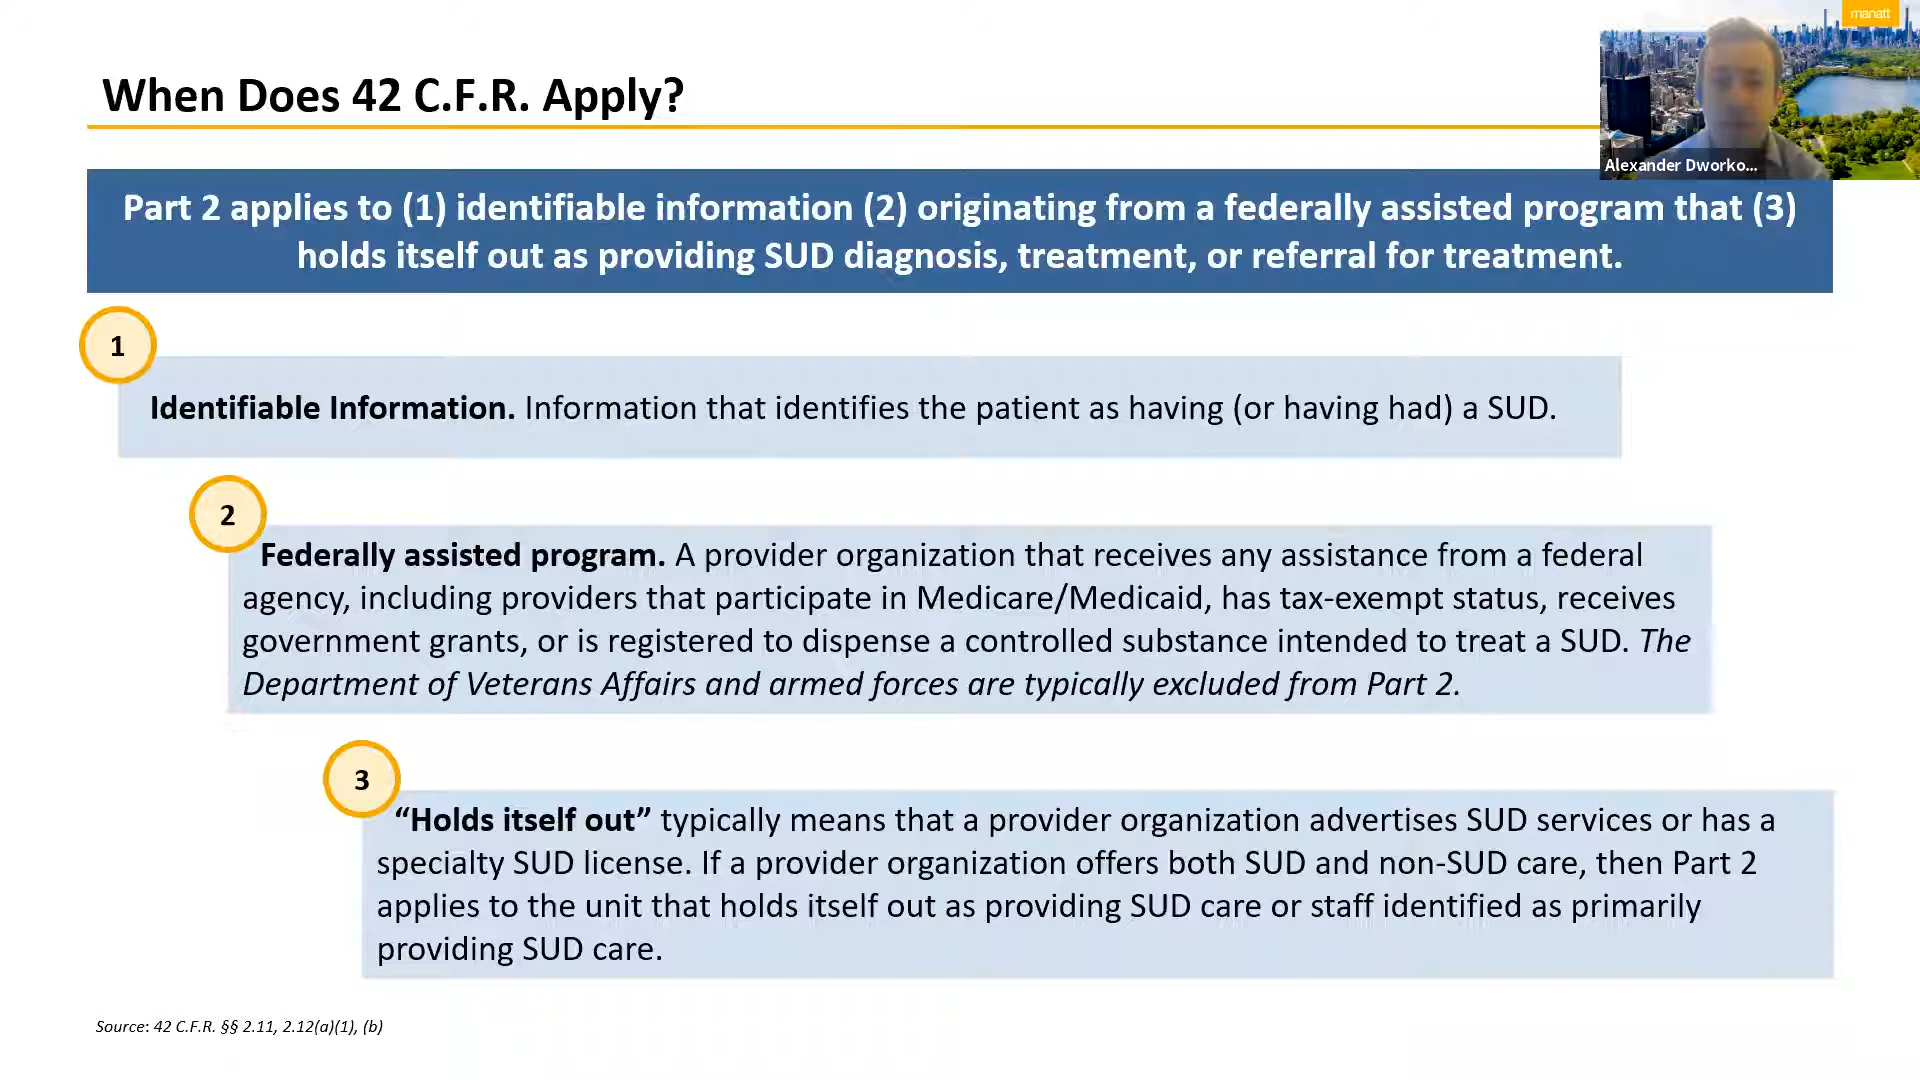 manatt
When Does 42 C.F.R. Apply?
Alexander Dworko...
Part 2 applies to (1) identifiable information (2) originating from a federally assisted program that (3)
holds itself out as providing SUD diagnosis, treatment, or referral for treatment.
1
Identifiable Information. Information that identifies the patient as having (or having had) a SUD.
2
Federally assisted program. A provider organization that receives any assistance from a federal
agency, including providers that participate in Medicare/Medicaid, has tax-exempt status, receives
government grants, or is registered to dispense a controlled substance intended to treat a SUD. The
Department of Veterans Affairs and armed forces are typically excluded from Part 2.
3
“Holds itself out” typically means that a provider organization advertises SUD services or has a
specialty SUD license. If a provider organization offers both SUD and non-SUD care, then Part 2
applies to the unit that holds itself out as providing SUD care or staff identified as primarily
providing SUD care.
Source: 42 C.F.R. §§ 2.11, 2.12(a)(1), (b)